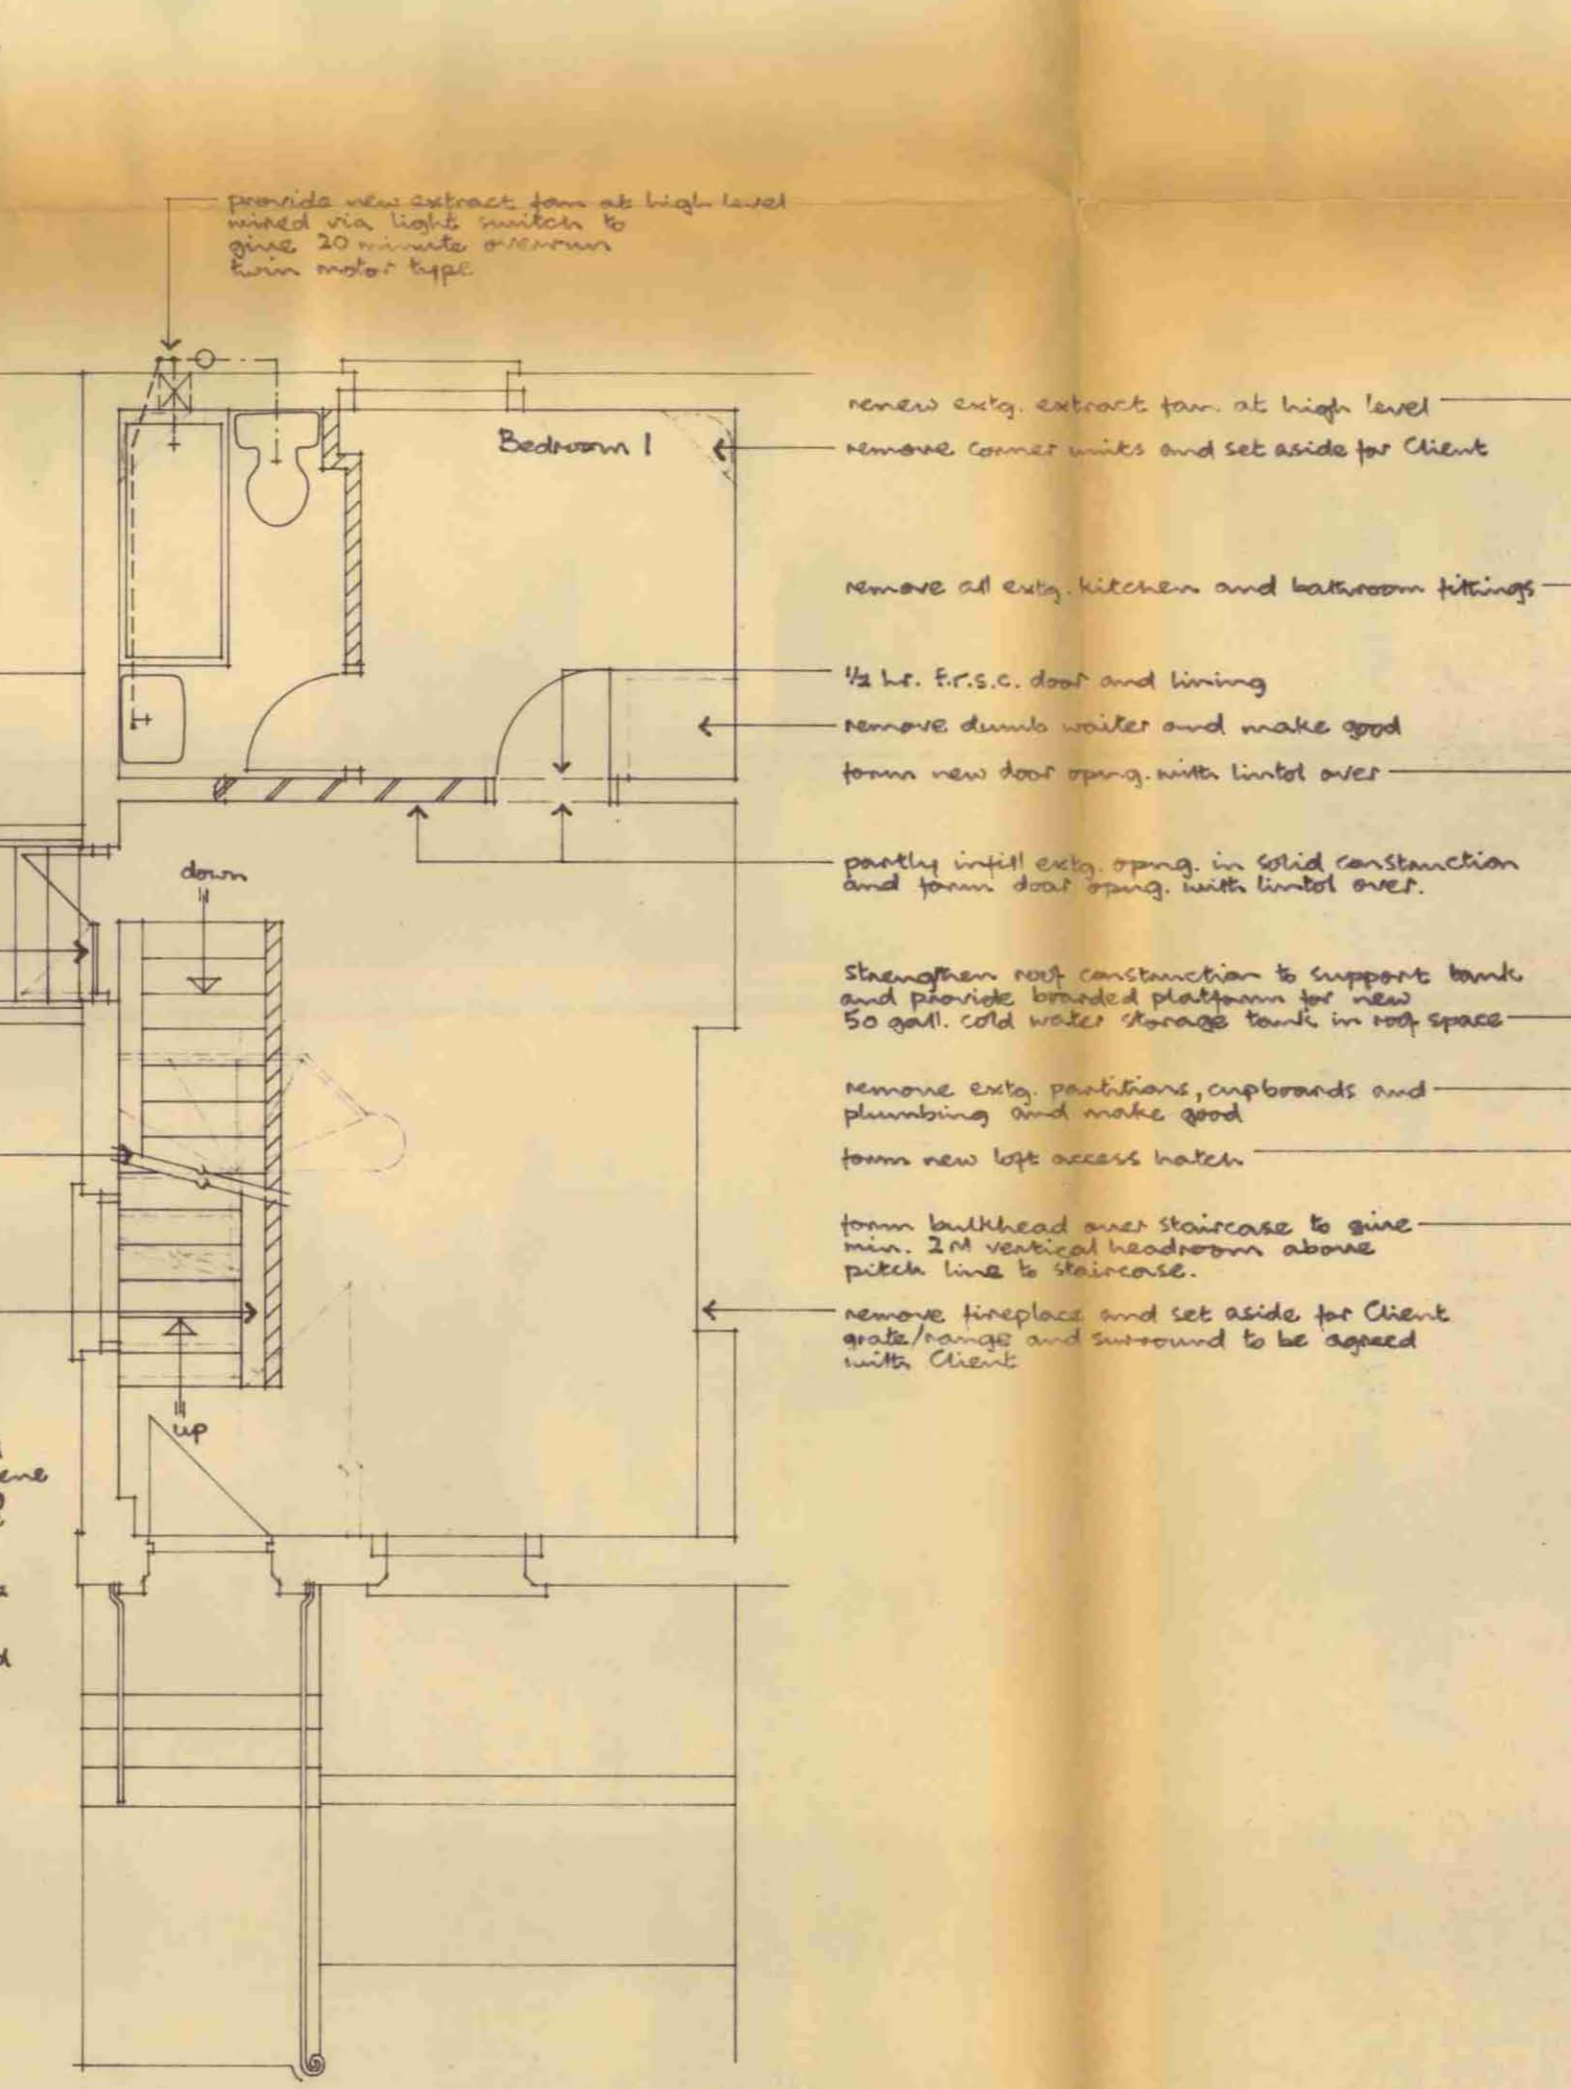 provide new extract fan at high level
wired via light switch to
give 20 minute overrun
twin motor type
Bedroom 1
renew extg. extract fan. at high level
remove corner units and set aside for Client
remove all extg. kitchen and bathroom fittings
1/2 hr. f.r.s.c. door and lining
remove dumb waiter and make good
form new door opng. with lintol over
partly infill extg. opng. in solid construction
and form door opng. with lintol over.
down
strengthen roof construction to support tank
and provide boarded platform for new
50 gall. cold water storage tank in roof space
remove extg. partitions, cupboards and
plumbing and make good
form new loft access hatch
form bulkhead over staircase to give
min. 2M vertical headroom above
pitch line to staircase.
remove fireplace and set aside for Client
grate/range and surround to be agreed
with Client
up